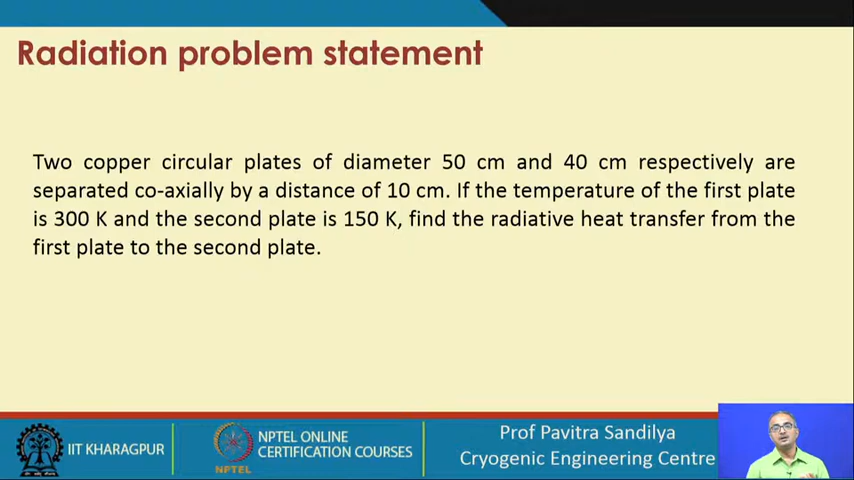 Radiation problem statement
Two copper circular plates of diameter 50 cm and 40 cm respectively are
separated co-axially by a distance of 10 cm. If the temperature of the first plate
is 300 K and the second plate is 150 K, find the radiative heat transfer from the
first plate to the second plate.
IIT KHARAGPUR
NPTEL
NPTEL ONLINE
CERTIFICATION COURSES
Prof Pavitra Sandilya
Cryogenic Engineering Centre